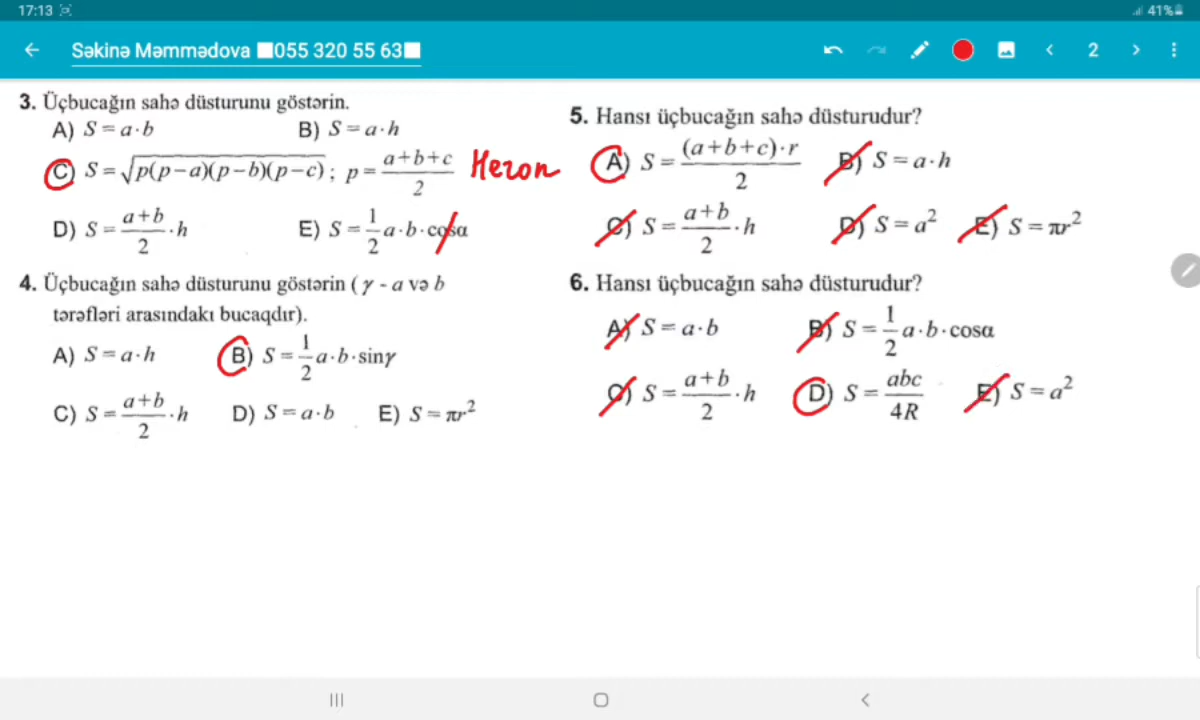 17:13 41%
Səkinə Məmmədova 055 320 55 63 2
3. Üçbucağın sahə düsturunu göstərin.
A) S = a·b B) S = a·h
C) S = √(p(p−a)(p−b)(p−c)) ; p = (a+b+c)/2 Heron
D) S = (a+b)/2 ·h E) S = 1/2 a·b·cosα
4. Üçbucağın sahə düsturunu göstərin (γ - a və b
tərəfləri arasındakı bucaqdır).
A) S = a·h B) S = 1/2 a·b·sinγ
C) S = (a+b)/2 ·h D) S = a·b E) S = πr²
5. Hansı üçbucağın sahə düsturudur?
A) S = (a+b+c)·r/2 B) S = a·h
C) S = (a+b)/2 ·h D) S = a² E) S = πr²
6. Hansı üçbucağın sahə düsturudur?
A) S = a·b B) S = 1/2 a·b·cosα
C) S = (a+b)/2 ·h D) S = abc/4R E) S = a²